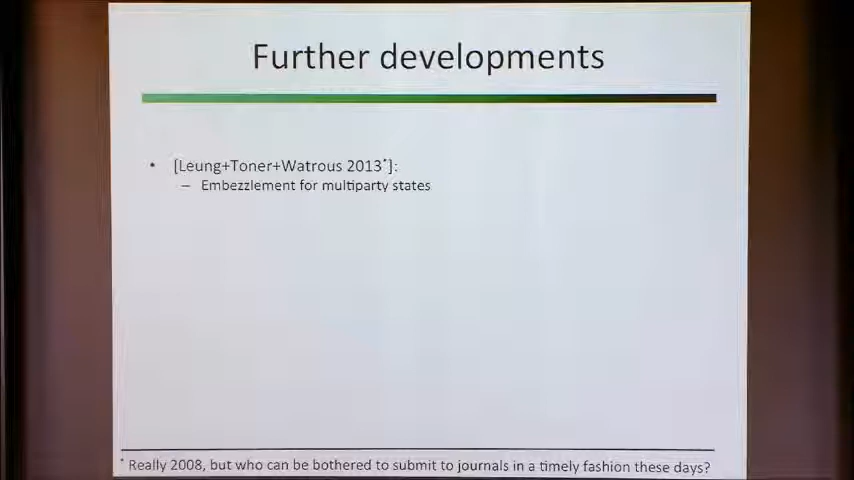 Further developments
• [Leung+Toner+Watrous 2013*]:
– Embezzlement for multiparty states
* Really 2008, but who can be bothered to submit to journals in a timely fashion these days?